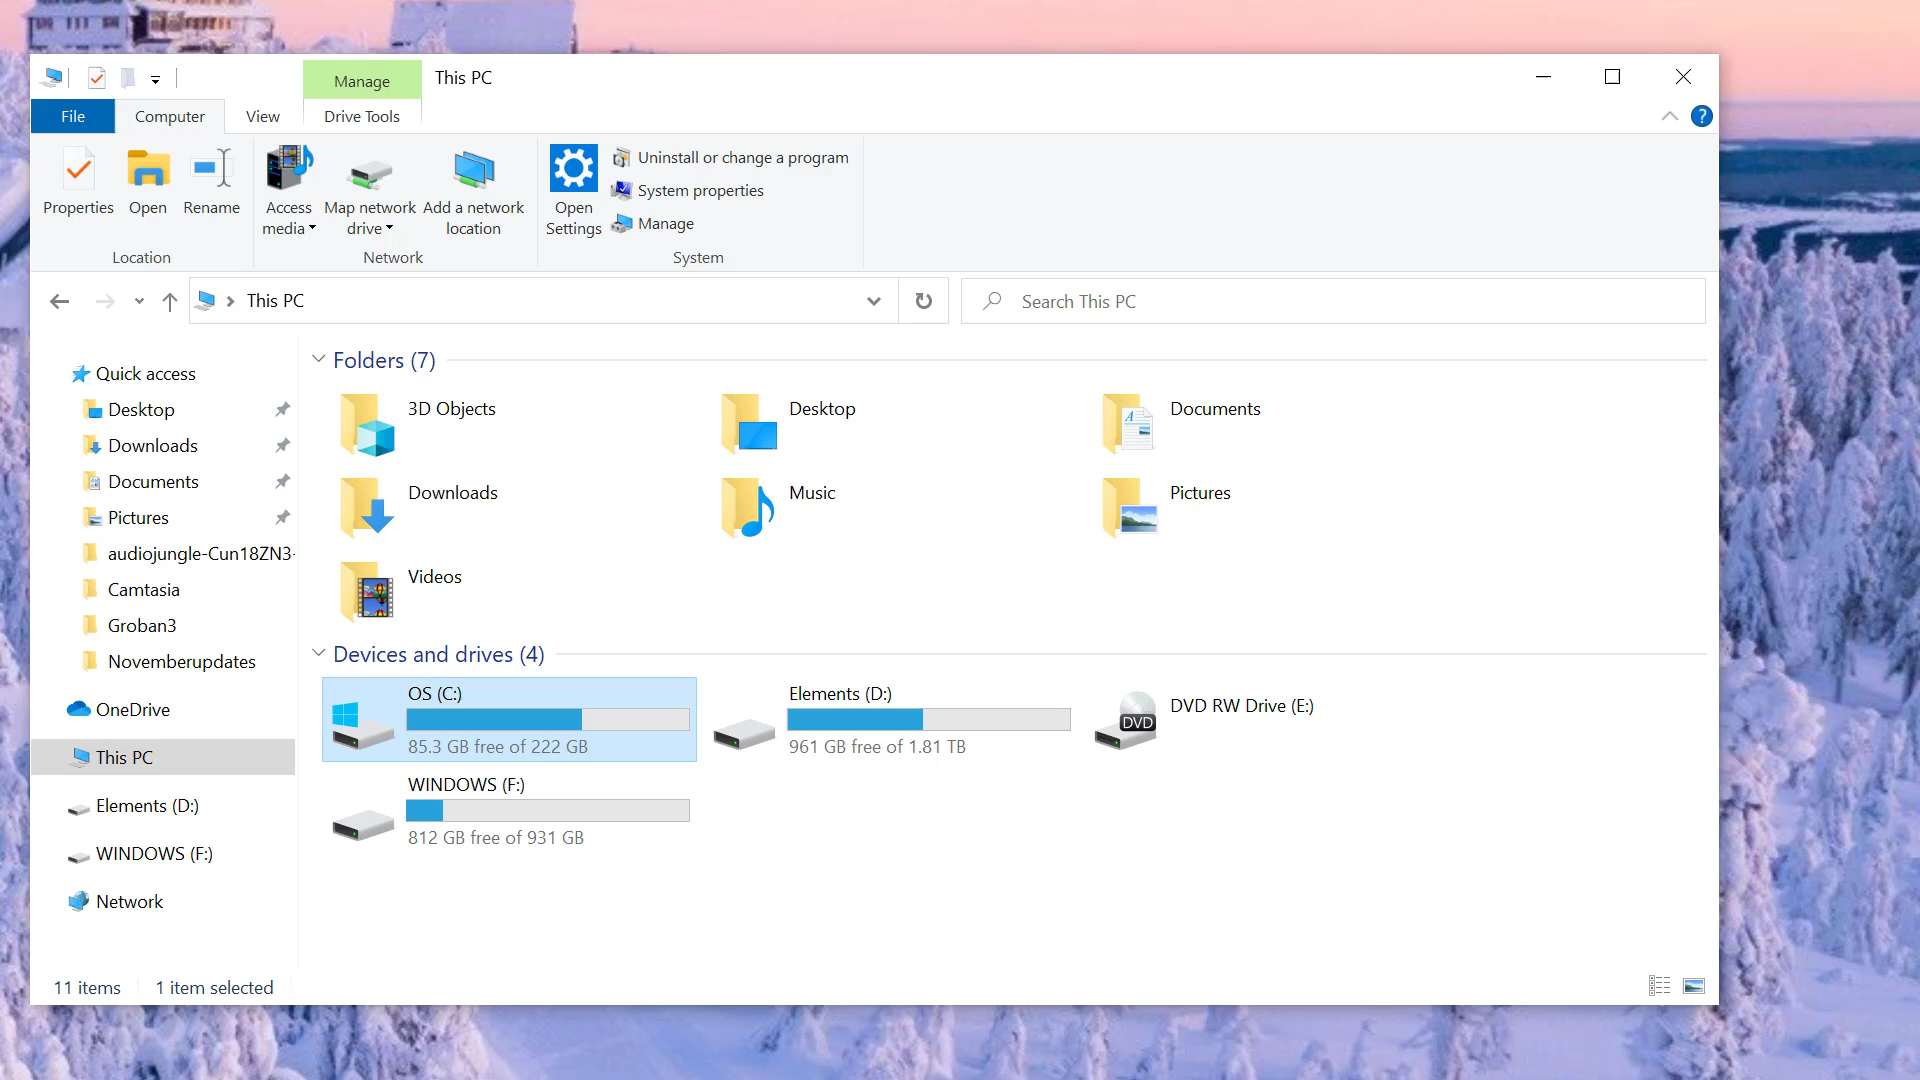 Manage
This PC
File
Computer
View
Drive Tools
?
Properties
Open
Rename
Access media
Map network drive
Add a network location
Open Settings
Uninstall or change a program
System properties
Manage
Location
Network
System
This PC
Search This PC
Quick access
Desktop
Downloads
Documents
Pictures
audiojungle-Cun18ZN3-
Camtasia
Groban3
Novemberupdates
OneDrive
This PC
Elements (D:)
WINDOWS (F:)
Network
Folders (7)
3D Objects
Desktop
Documents
Downloads
Music
Pictures
Videos
Devices and drives (4)
OS (C:)
85.3 GB free of 222 GB
Elements (D:)
961 GB free of 1.81 TB
DVD
DVD RW Drive (E:)
WINDOWS (F:)
812 GB free of 931 GB
11 items
1 item selected